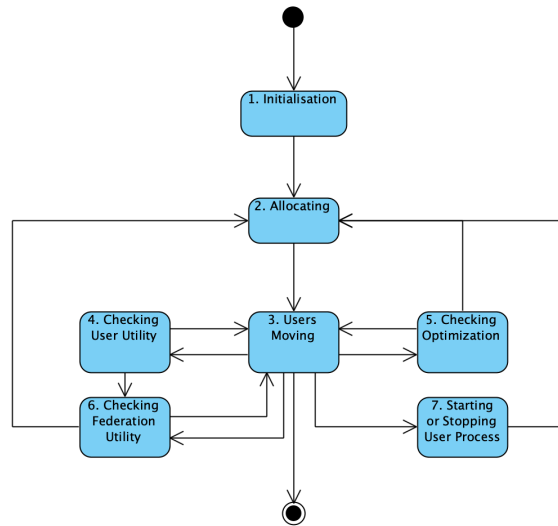 1. Initialisation
2. Allocating
4. Checking
User Utility
3. Users
Moving
5. Checking
Optimization
6. Checking
Federation
Utility
7. Starting
or Stopping
User Process